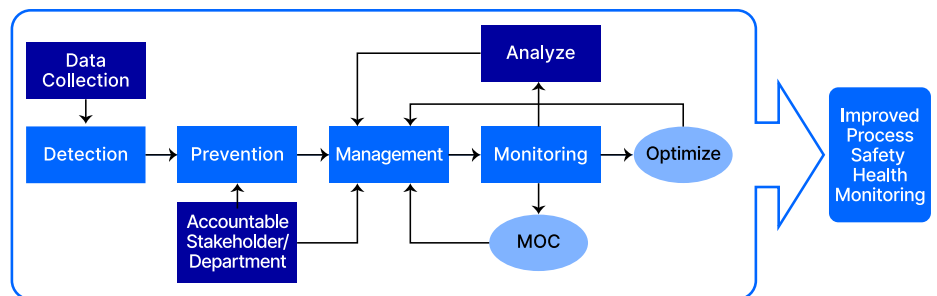 Data
Collection
Analyze
Detection
Prevention
Management
Monitoring
Optimize
Accountable
Stakeholder/
Department
MOC
Improved
Process
Safety
Health
Monitoring